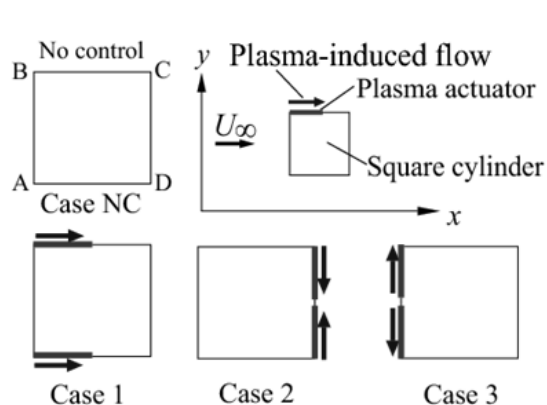 No control
B
C
A
D
Case NC
y
Plasma-induced flow
Plasma actuator
U∞
Square cylinder
x
Case 1
Case 2
Case 3